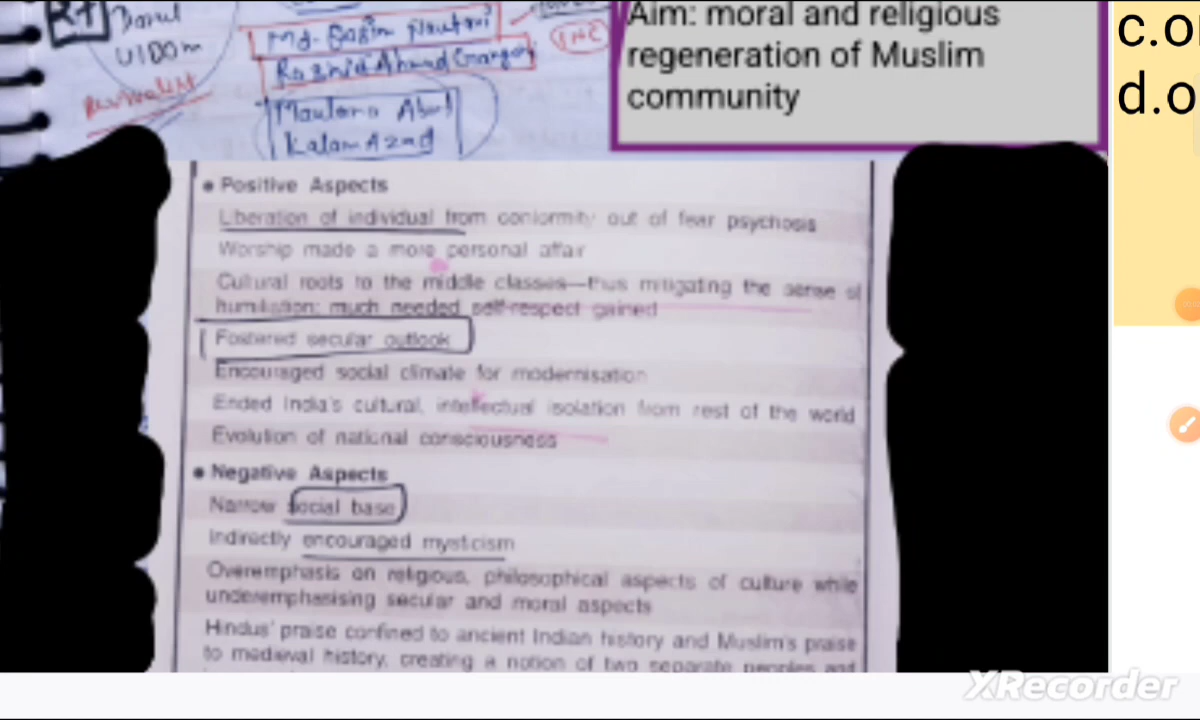 Darul
Aim: moral and religious
regeneration of Muslim
community
c.o
d.o
Revivalist
Rashid Ahmad
INC
Maulana Abul
Kalam Azad
• Positive Aspects
Liberation of individual from conformity out of fear psychosis
Worship made a more personal affair
Cultural roots to the middle classes—thus mitigating the sense of
humiliation; much needed self-respect gained
Fostered secular outlook
Encouraged social climate for modernisation
Ended India's cultural, intellectual isolation from rest of the world
Evolution of national consciousness
• Negative Aspects
Narrow social base
Indirectly encouraged mysticism
Overemphasis on religious, philosophical aspects of culture while
underemphasising secular and moral aspects
Hindus' praise confined to ancient Indian history and Muslim's praise
to medieval history, creating a notion of two separate peoples and
XRecorder